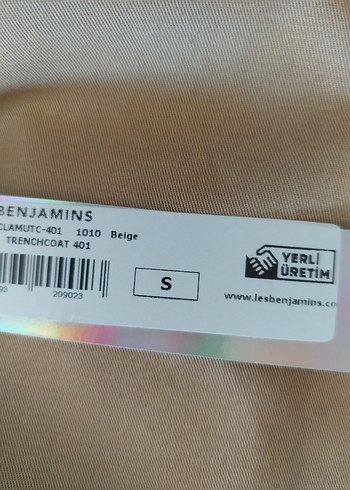 BENJAMINS
CLAMUTC-401 1010 Beige
TRENCHCOAT 401
S
209023
YERLİ
ÜRETİM
www.lesbenjamins.co